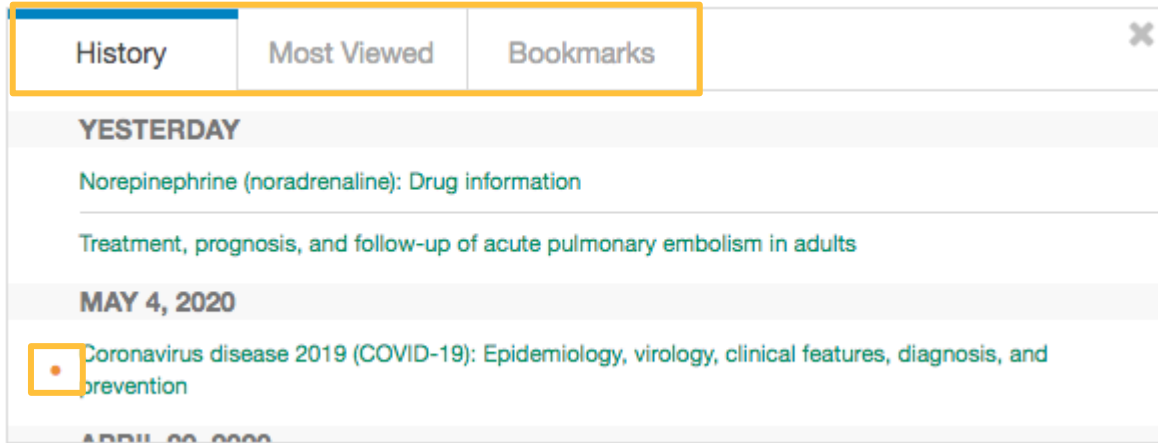 History Most Viewed Bookmarks
YESTERDAY
Norepinephrine (noradrenaline): Drug information
Treatment, prognosis, and follow-up of acute pulmonary embolism in adults
MAY 4, 2020
Coronavirus disease 2019 (COVID-19): Epidemiology, virology, clinical features, diagnosis, and
prevention
APRIL